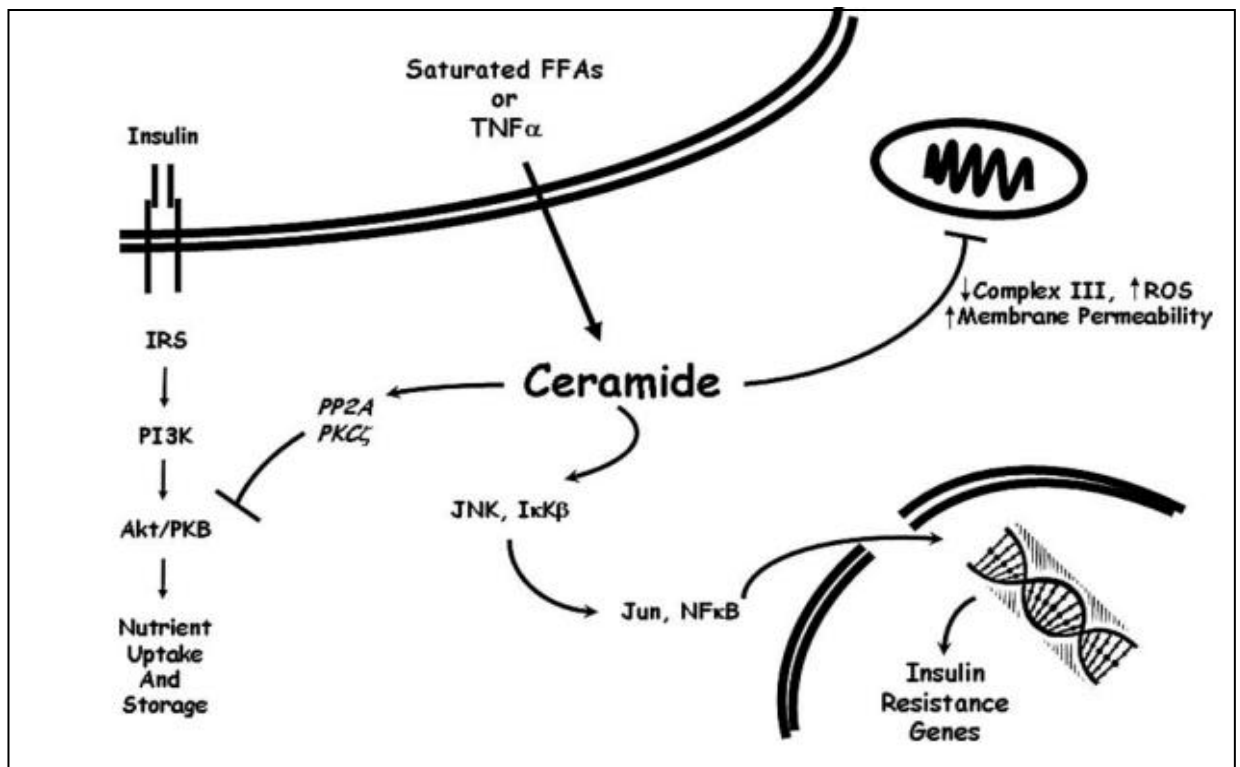 Saturated FFAs
or
TNFα
Insulin
IRS
PI3K
Akt/PKB
Nutrient
Uptake
And
Storage
PP2A
PKCζ
Ceramide
↓Complex III, ↑ROS
↑Membrane Permeability
JNK, IκKβ
Jun, NFκB
Insulin
Resistance
Genes